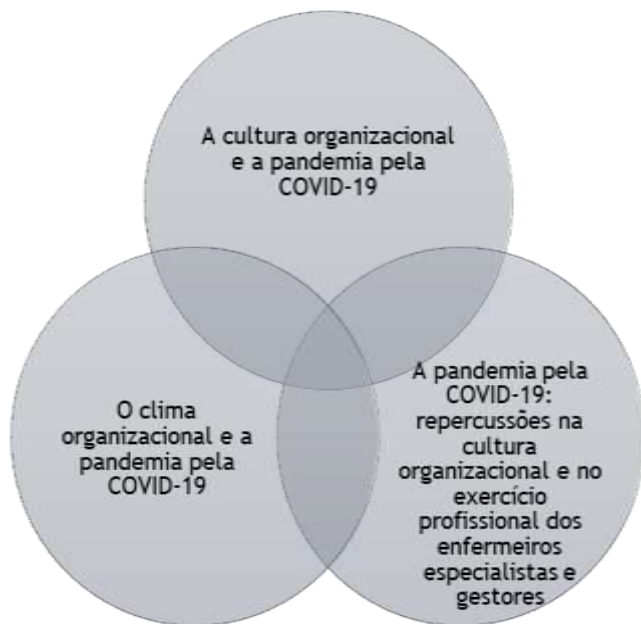 A cultura organizacional
e a pandemia pela
COVID-19
O clima
organizacional e a
pandemia pela
COVID-19
A pandemia pela
COVID-19:
repercussões na
cultura
organizacional e no
exercício
profissional dos
enfermeiros
especialistas e
gestores